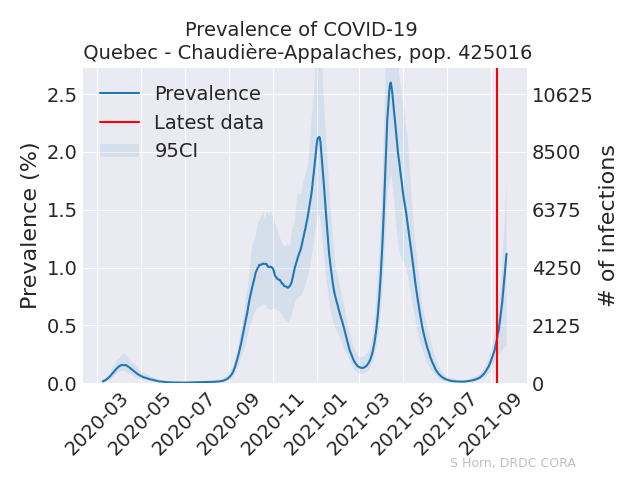 Prevalence of COVID-19
Quebec - Chaudière-Appalaches, pop. 425016
Prevalence
Latest data
95CI
Prevalence (%)
2.5
2.0
1.5
1.0
0.5
0.0
10625
8500
6375
4250
2125
0
# of infections
2020-03
2020-05
2020-07
2020-09
2020-11
2021-01
2021-03
2021-05
2021-07
2021-09
S Horn, DRDC CORA